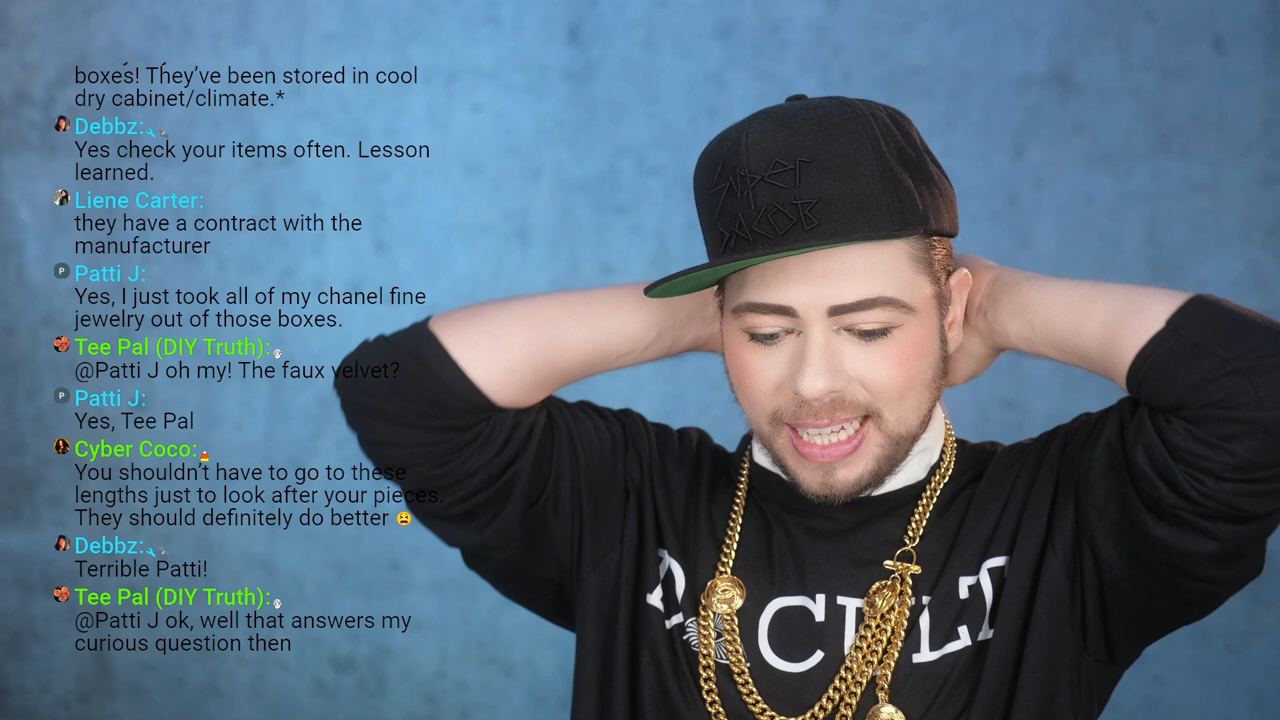 boxes! They've been stored in cool
dry cabinet/climate.*
Debbz:
Yes check your items often. Lesson
learned.
Liene Carter:
they have a contract with the
manufacturer
P Patti J:
Yes, I just took all of my chanel fine
jewelry out of those boxes.
Tee Pal (DIY Truth):
@Patti J oh my! The faux velvet?
P Patti J:
Yes, Tee Pal
Cyber Coco:
You shouldn't have to go to these
lengths just to look after your pieces.
They should definitely do better
Debbz:
Terrible Patti!
Tee Pal (DIY Truth):
@Patti J ok, well that answers my
curious question then